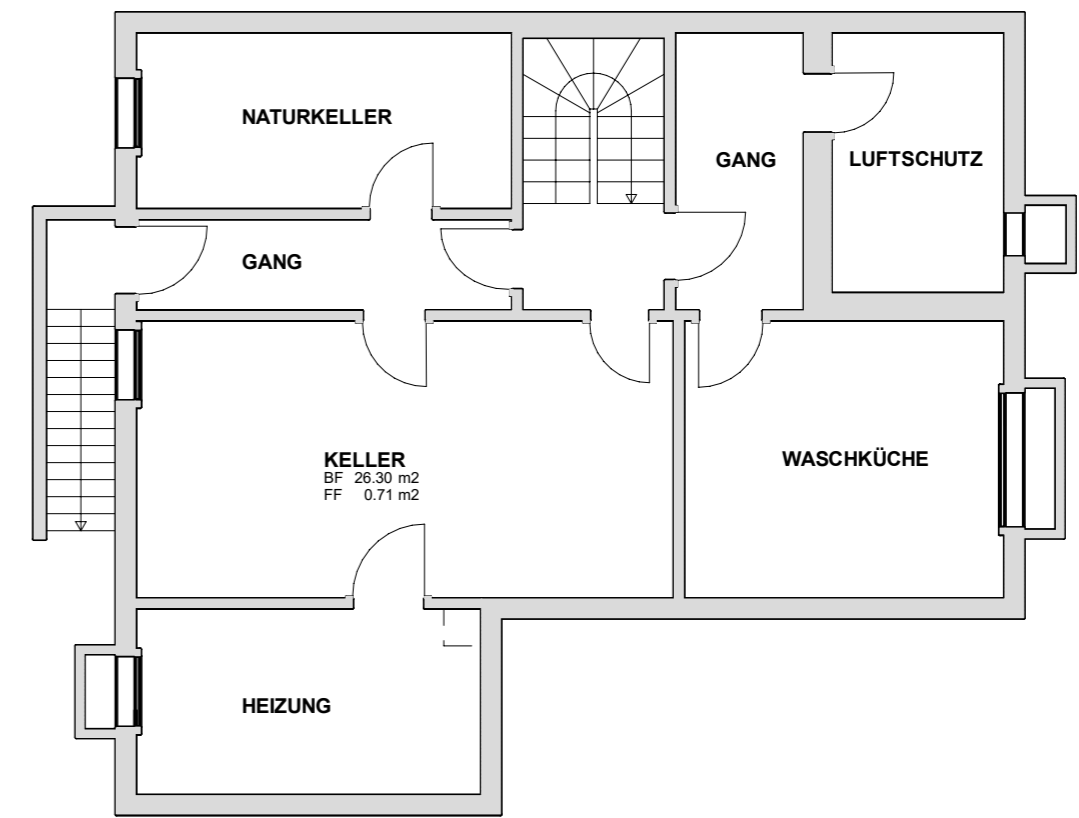 NATURKELLER
GANG
LUFTSCHUTZ
GANG
KELLER
BF 26.30 m2
FF 0.71 m2
WASCHKÜCHE
HEIZUNG